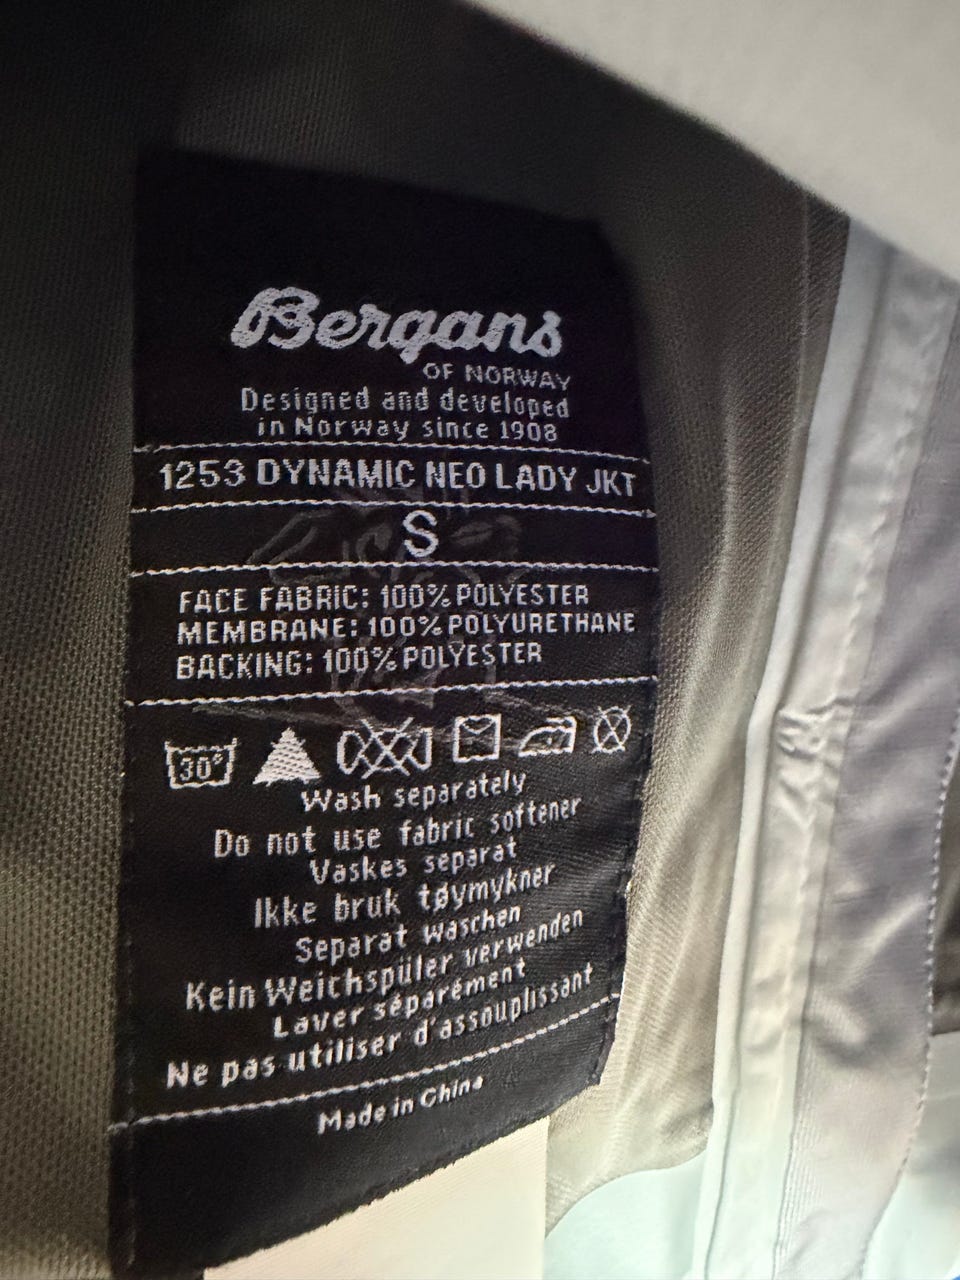 Bergans
OF NORWAY
Designed and developed
in Norway since 1908
1253 DYNAMIC NEO LADY JKT
S
FACE FABRIC: 100% POLYESTER
MEMBRANE: 100% POLYURETHANE
BACKING: 100% POLYESTER
30°
Wash separately
Do not use fabric softener
Vaskes separat
Ikke bruk tøymykner
Separat waschen
Kein Weichspüler verwenden
Laver séparément
Ne pas utiliser d'assouplissant
Made in China